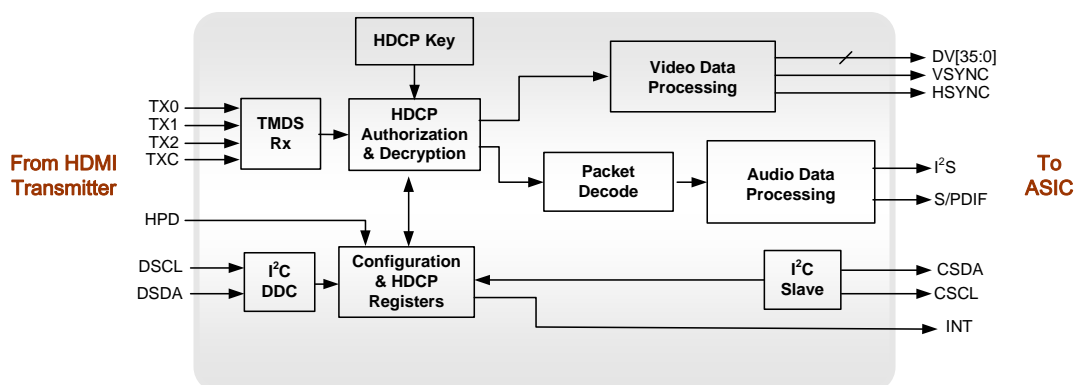 HDCP Key
DV[35:0]
VSYNC
HSYNC
Video Data
Processing
TX0
TX1
TX2
TXC
TMDS
Rx
HDCP
Authorization
& Decryption
From HDMI
Transmitter
Packet
Decode
Audio Data
Processing
I²S
S/PDIF
To
ASIC
HPD
DSCL
DSDA
I²C
DDC
Configuration
& HDCP
Registers
I²C
Slave
CSDA
CSCL
INT